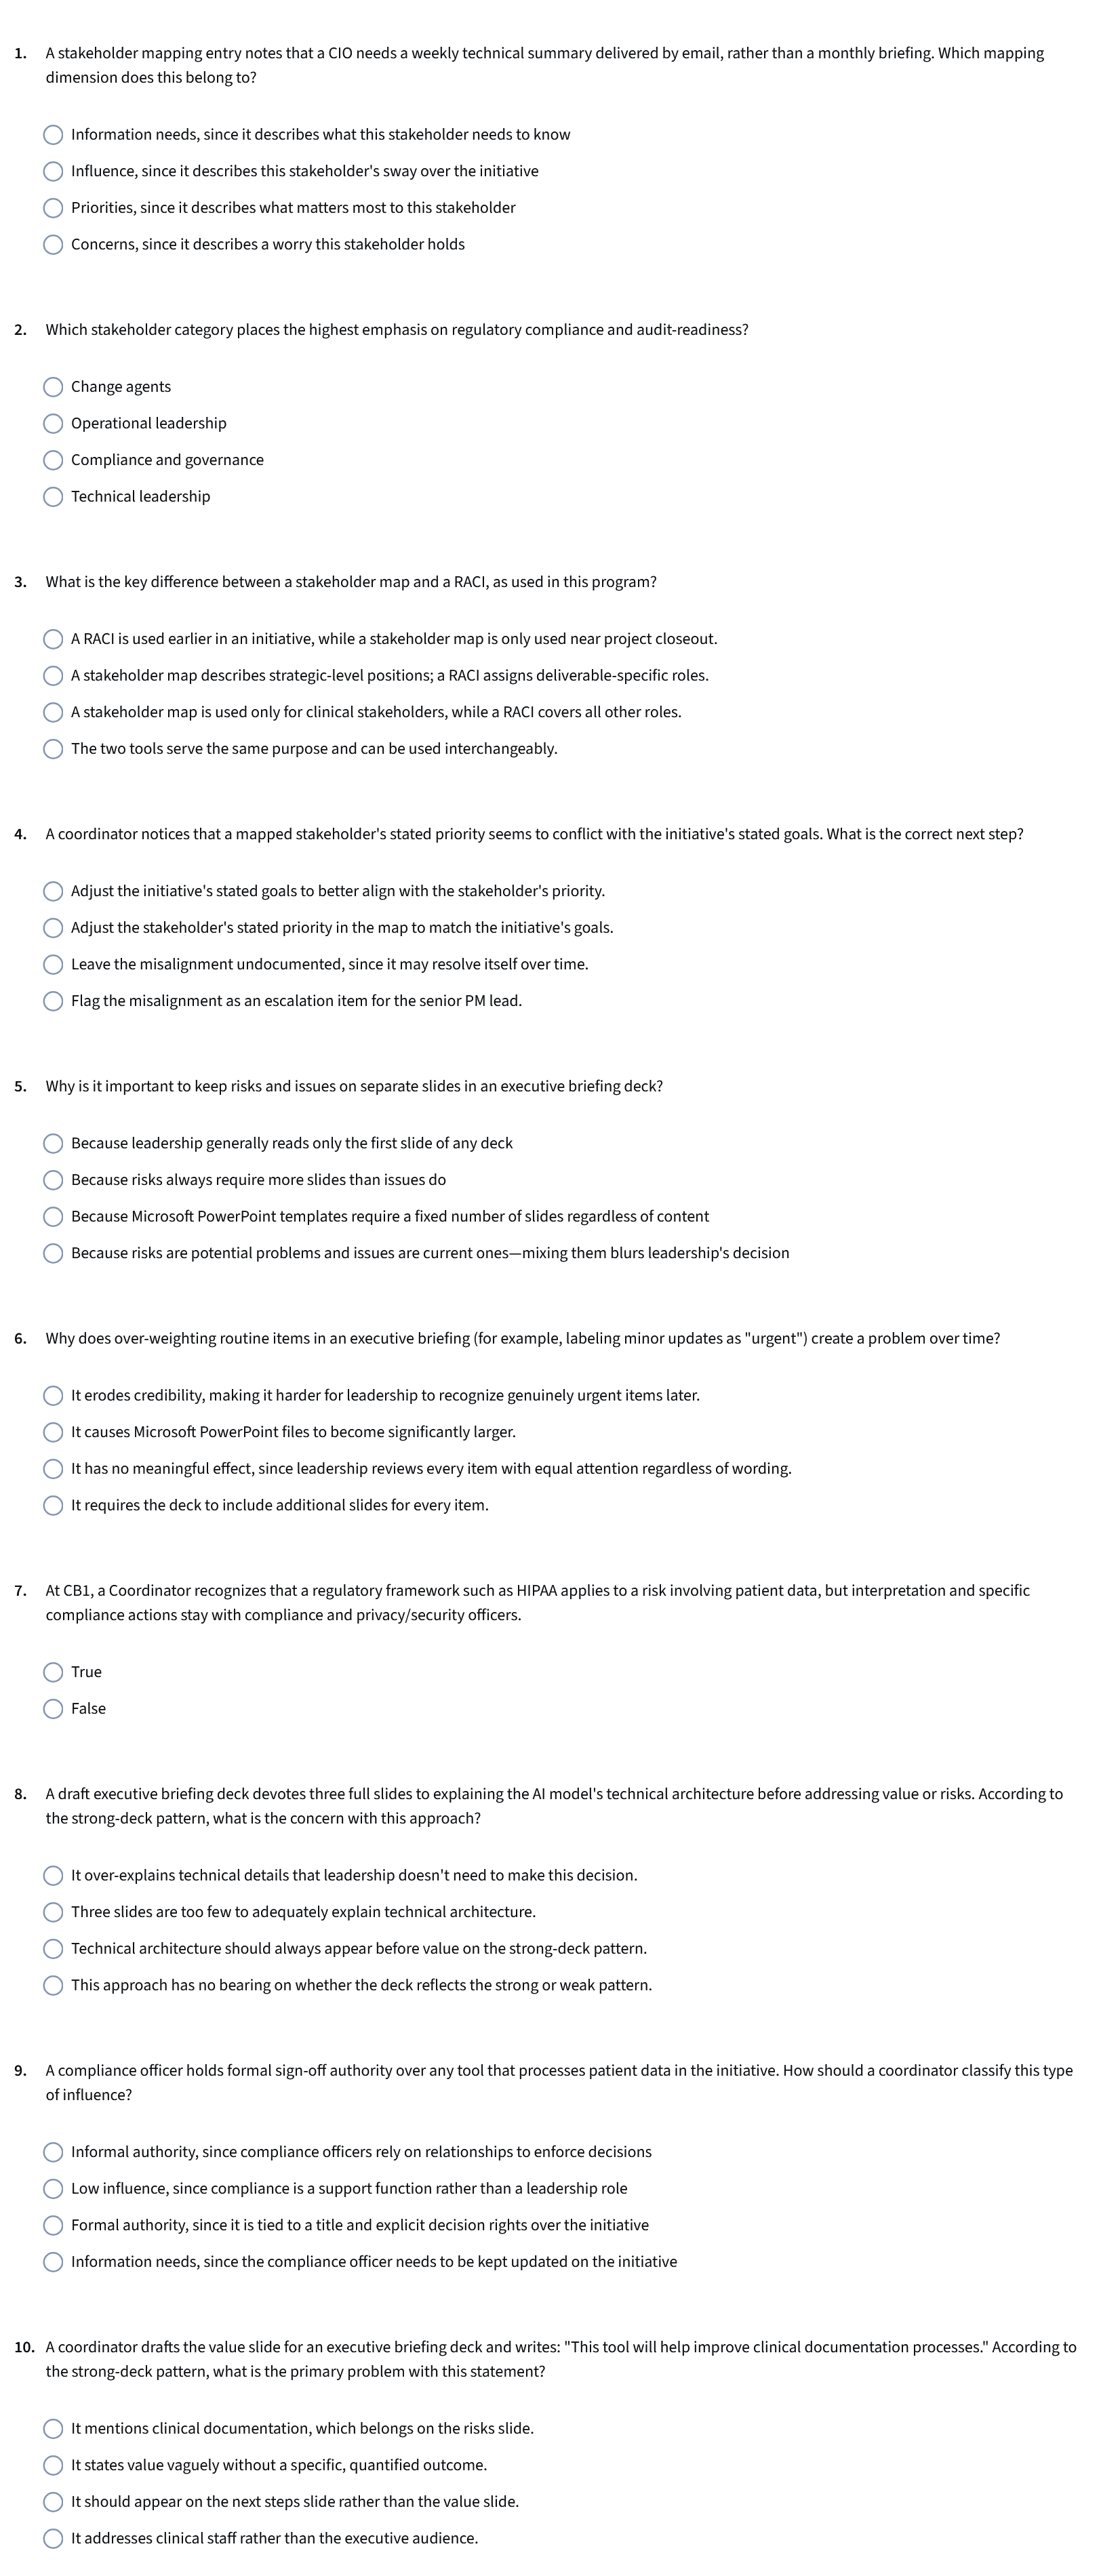 1. A stakeholder mapping entry notes that a CIO needs a weekly technical summary delivered by email, rather than a monthly briefing. Which mapping
dimension does this belong to?
Information needs, since it describes what this stakeholder needs to know
Influence, since it describes this stakeholder's sway over the initiative
Priorities, since it describes what matters most to this stakeholder
Concerns, since it describes a worry this stakeholder holds
2. Which stakeholder category places the highest emphasis on regulatory compliance and audit-readiness?
Change agents
Operational leadership
Compliance and governance
Technical leadership
3. What is the key difference between a stakeholder map and a RACI, as used in this program?
A RACI is used earlier in an initiative, while a stakeholder map is only used near project closeout.
A stakeholder map describes strategic-level positions; a RACI assigns deliverable-specific roles.
A stakeholder map is used only for clinical stakeholders, while a RACI covers all other roles.
The two tools serve the same purpose and can be used interchangeably.
4. A coordinator notices that a mapped stakeholder's stated priority seems to conflict with the initiative's stated goals. What is the correct next step?
Adjust the initiative's stated goals to better align with the stakeholder's priority.
Adjust the stakeholder's stated priority in the map to match the initiative's goals.
Leave the misalignment undocumented, since it may resolve itself over time.
Flag the misalignment as an escalation item for the senior PM lead.
5. Why is it important to keep risks and issues on separate slides in an executive briefing deck?
Because leadership generally reads only the first slide of any deck
Because risks always require more slides than issues do
Because Microsoft PowerPoint templates require a fixed number of slides regardless of content
Because risks are potential problems and issues are current ones—mixing them blurs leadership's decision
6. Why does over-weighting routine items in an executive briefing (for example, labeling minor updates as "urgent") create a problem over time?
It erodes credibility, making it harder for leadership to recognize genuinely urgent items later.
It causes Microsoft PowerPoint files to become significantly larger.
It has no meaningful effect, since leadership reviews every item with equal attention regardless of wording.
It requires the deck to include additional slides for every item.
7. At CB1, a Coordinator recognizes that a regulatory framework such as HIPAA applies to a risk involving patient data, but interpretation and specific
compliance actions stay with compliance and privacy/security officers.
True
False
8. A draft executive briefing deck devotes three full slides to explaining the AI model's technical architecture before addressing value or risks. According to
the strong-deck pattern, what is the concern with this approach?
It over-explains technical details that leadership doesn't need to make this decision.
Three slides are too few to adequately explain technical architecture.
Technical architecture should always appear before value on the strong-deck pattern.
This approach has no bearing on whether the deck reflects the strong or weak pattern.
9. A compliance officer holds formal sign-off authority over any tool that processes patient data in the initiative. How should a coordinator classify this type
of influence?
Informal authority, since compliance officers rely on relationships to enforce decisions
Low influence, since compliance is a support function rather than a leadership role
Formal authority, since it is tied to a title and explicit decision rights over the initiative
Information needs, since the compliance officer needs to be kept updated on the initiative
10. A coordinator drafts the value slide for an executive briefing deck and writes: "This tool will help improve clinical documentation processes." According to
the strong-deck pattern, what is the primary problem with this statement?
It mentions clinical documentation, which belongs on the risks slide.
It states value vaguely without a specific, quantified outcome.
It should appear on the next steps slide rather than the value slide.
It addresses clinical staff rather than the executive audience.